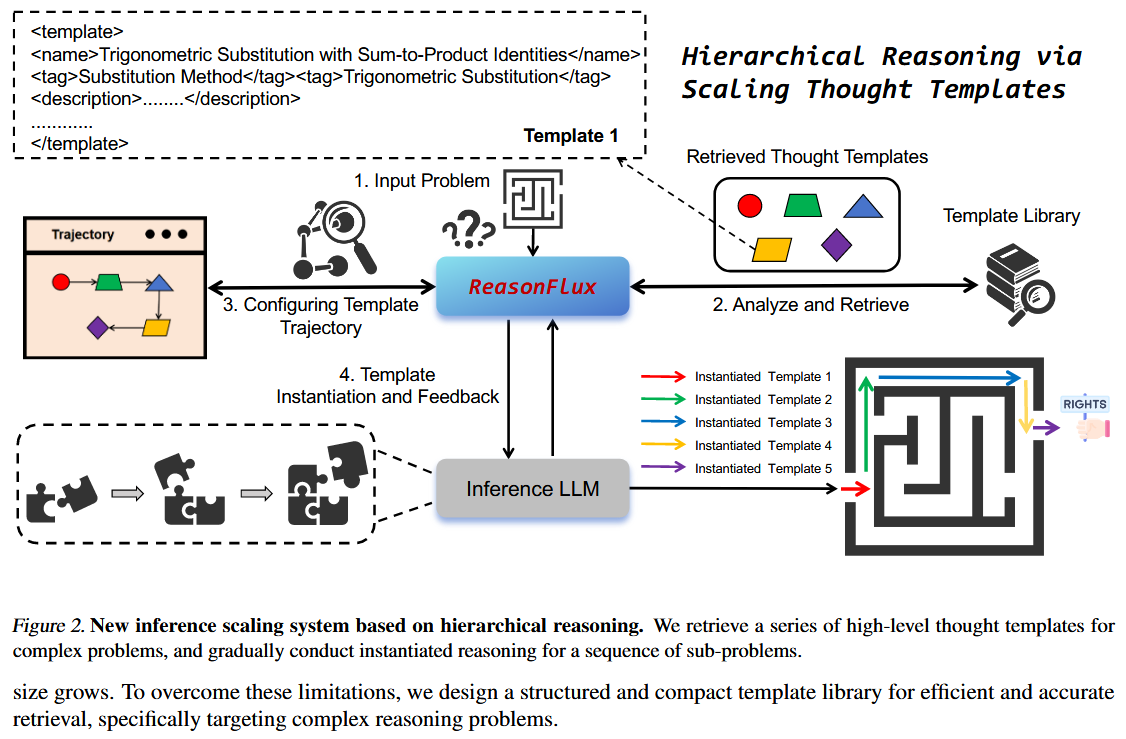 <template>
<name>Trigonometric Substitution with Sum-to-Product Identities</name>
<tag>Substitution Method</tag><tag>Trigonometric Substitution</tag>
<description>........</description>
............
</template>
Template 1
Hierarchical Reasoning via
Scaling Thought Templates
Retrieved Thought Templates
1. Input Problem
???
Template Library
Trajectory
ReasonFlux
3. Configuring Template
Trajectory
2. Analyze and Retrieve
4. Template
Instantiation and Feedback
Instantiated Template 1
Instantiated Template 2
Instantiated Template 3
Instantiated Template 4
Instantiated Template 5
RIGHTS
Inference LLM
Figure 2. New inference scaling system based on hierarchical reasoning. We retrieve a series of high-level thought templates for
complex problems, and gradually conduct instantiated reasoning for a sequence of sub-problems.
size grows. To overcome these limitations, we design a structured and compact template library for efficient and accurate
retrieval, specifically targeting complex reasoning problems.